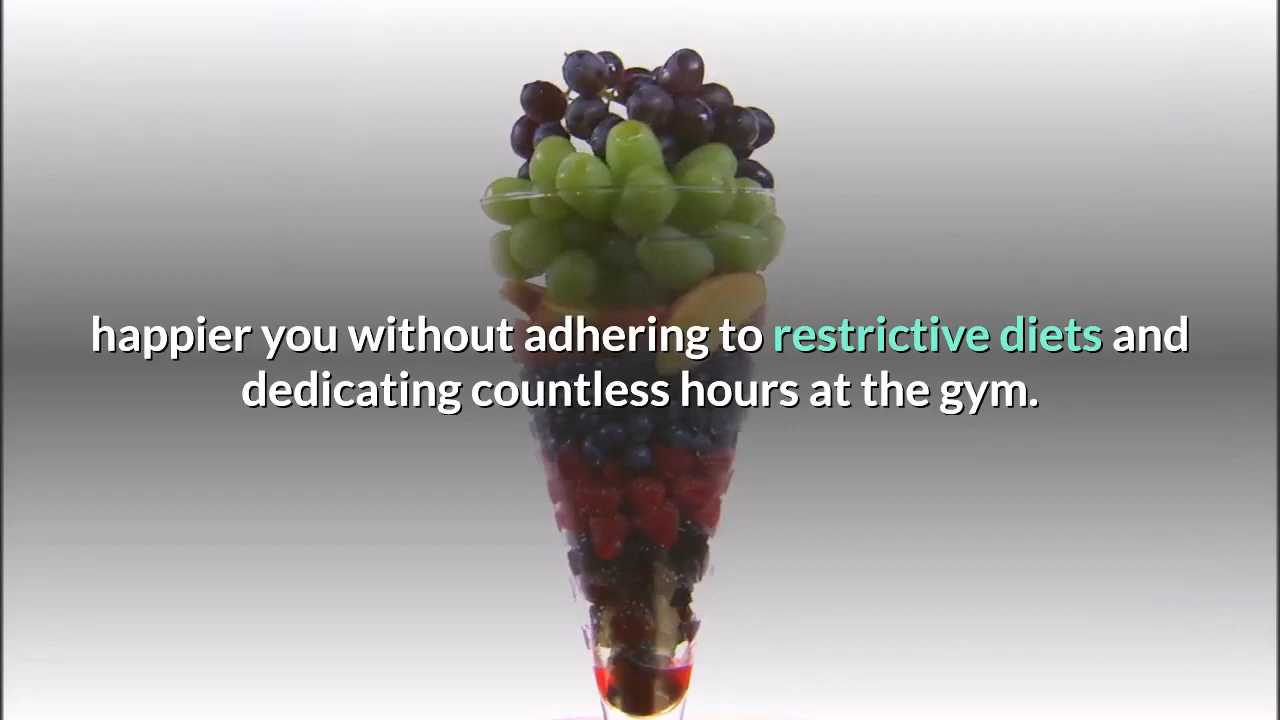 happier you without adhering to restrictive diets and
dedicating countless hours at the gym.